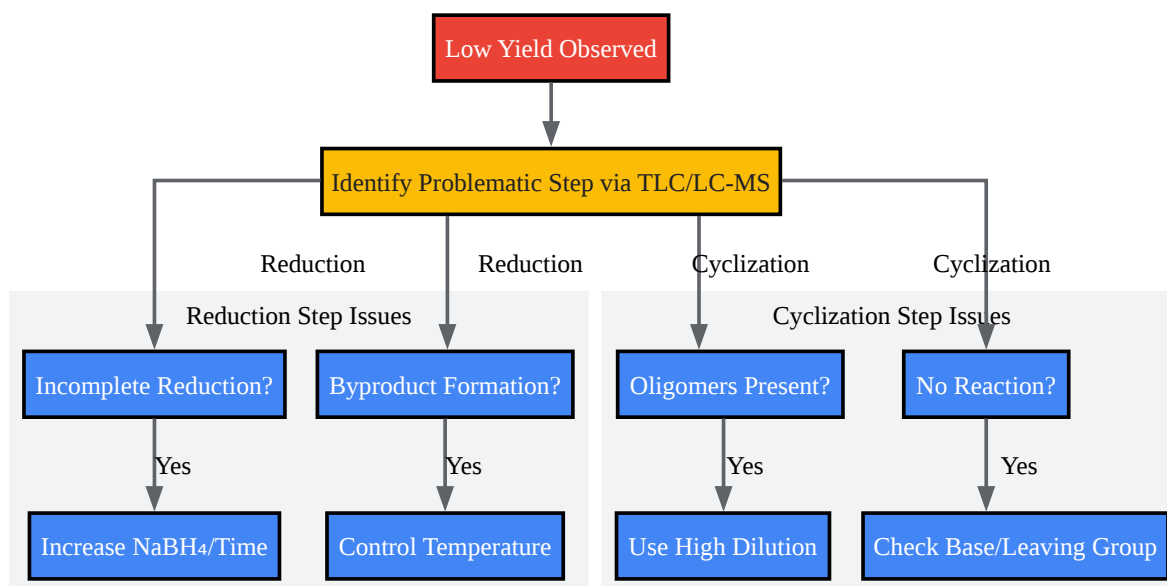 Low Yield Observed
Identify Problematic Step via TLC/LC-MS
Reduction
Reduction
Cyclization
Cyclization
Reduction Step Issues
Cyclization Step Issues
Incomplete Reduction?
Byproduct Formation?
Oligomers Present?
No Reaction?
Yes
Yes
Yes
Yes
Increase NaBH₄/Time
Control Temperature
Use High Dilution
Check Base/Leaving Group